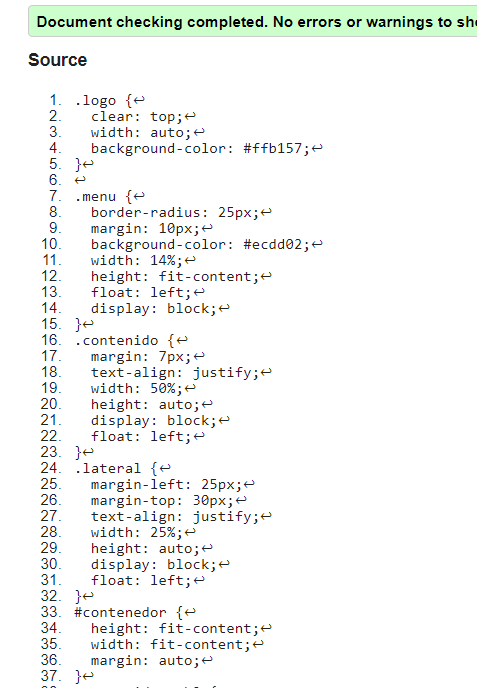 Document checking completed. No errors or warnings to
Source
1. .logo {↩
2. clear: top;↩
3. width: auto;↩
4. background-color: #ffb157;↩
5. }↩
6. ↩
7. .menu {↩
8. border-radius: 25px;↩
9. margin: 10px;↩
10. background-color: #ecdd02;↩
11. width: 14%;↩
12. height: fit-content;↩
13. float: left;↩
14. display: block;↩
15. }↩
16. .contenido {↩
17. margin: 7px;↩
18. text-align: justify;↩
19. width: 50%;↩
20. height: auto;↩
21. display: block;↩
22. float: left;↩
23. }↩
24. .lateral {↩
25. margin-left: 25px;↩
26. margin-top: 30px;↩
27. text-align: justify;↩
28. width: 25%;↩
29. height: auto;↩
30. display: block;↩
31. float: left;↩
32. }↩
33. #contenedor {↩
34. height: fit-content;↩
35. width: fit-content;↩
36. margin: auto;↩
37. }↩